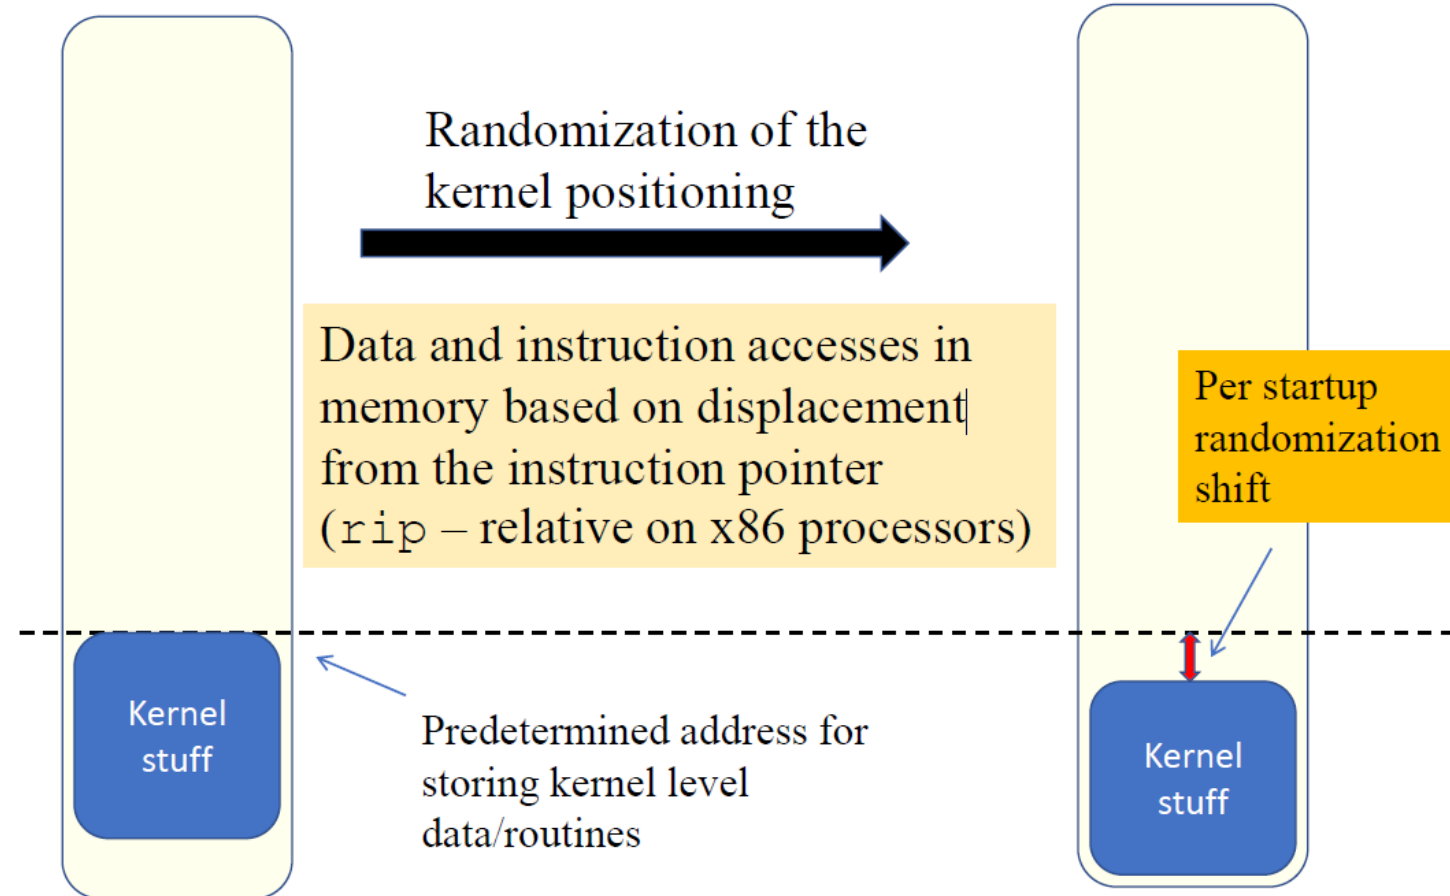 Randomization of the
kernel positioning
Data and instruction accesses in
memory based on displacement
from the instruction pointer
(rip – relative on x86 processors)
Per startup
randomization
shift
Kernel
stuff
Predetermined address for
storing kernel level
data/routines
Kernel
stuff